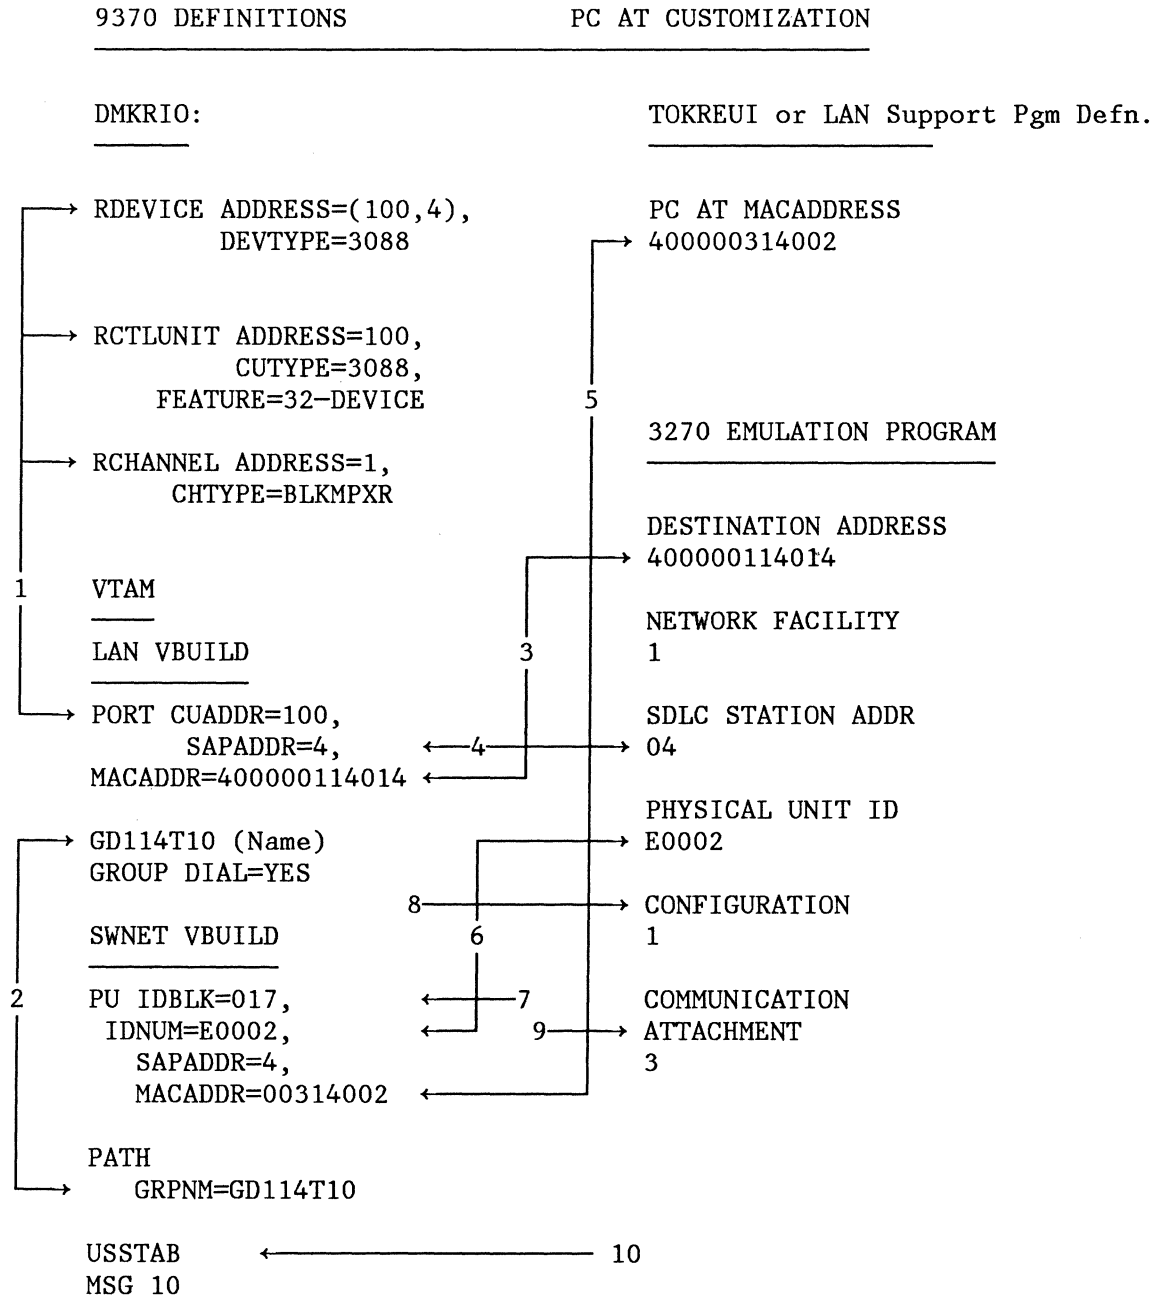 9370 DEFINITIONS PC AT CUSTOMIZATION
DMKRIO: TOKREUI or LAN Support Pgm Defn.
RDEVICE ADDRESS=(100,4), PC AT MACADDRESS
DEVTYPE=3088 400000314002
RCTLUNIT ADDRESS=100,
CUTYPE=3088,
FEATURE=32-DEVICE 5
3270 EMULATION PROGRAM
RCHANNEL ADDRESS=1,
CHTYPE=BLKMPXR
DESTINATION ADDRESS
400000114014
1 VTAM
NETWORK FACILITY
LAN VBUILD 3 1
PORT CUADDR=100, SDLC STATION ADDR
SAPADDR=4, 4 04
MACADDR=400000114014
PHYSICAL UNIT ID
GD114T10 (Name) E0002
GROUP DIAL=YES
8 CONFIGURATION
SWNET VBUILD 6 1
2 PU IDBLK=017, 7 COMMUNICATION
IDNUM=E0002, 9 ATTACHMENT
SAPADDR=4, 3
MACADDR=00314002
PATH
GRPNM=GD114T10
USSTAB 10
MSG 10